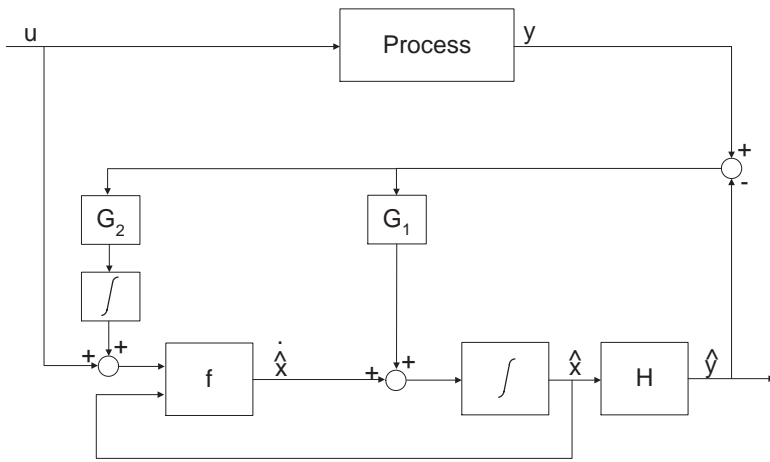 u
Process
y
+
-
G₂
G₁
∫
+
+
f
ẋ̂
+
+
∫
x̂
H
ŷ